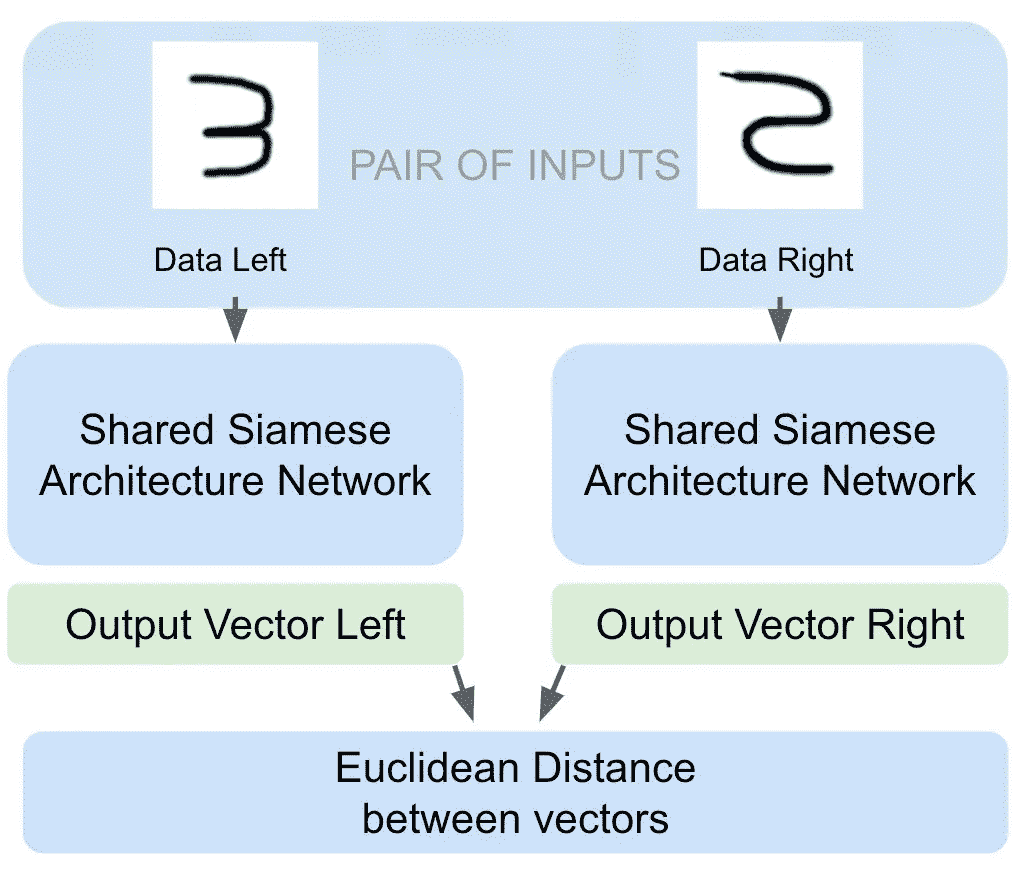 3
2
PAIR OF INPUTS
Data Left
Data Right
Shared Siamese
Architecture Network
Shared Siamese
Architecture Network
Output Vector Left
Output Vector Right
Euclidean Distance
between vectors